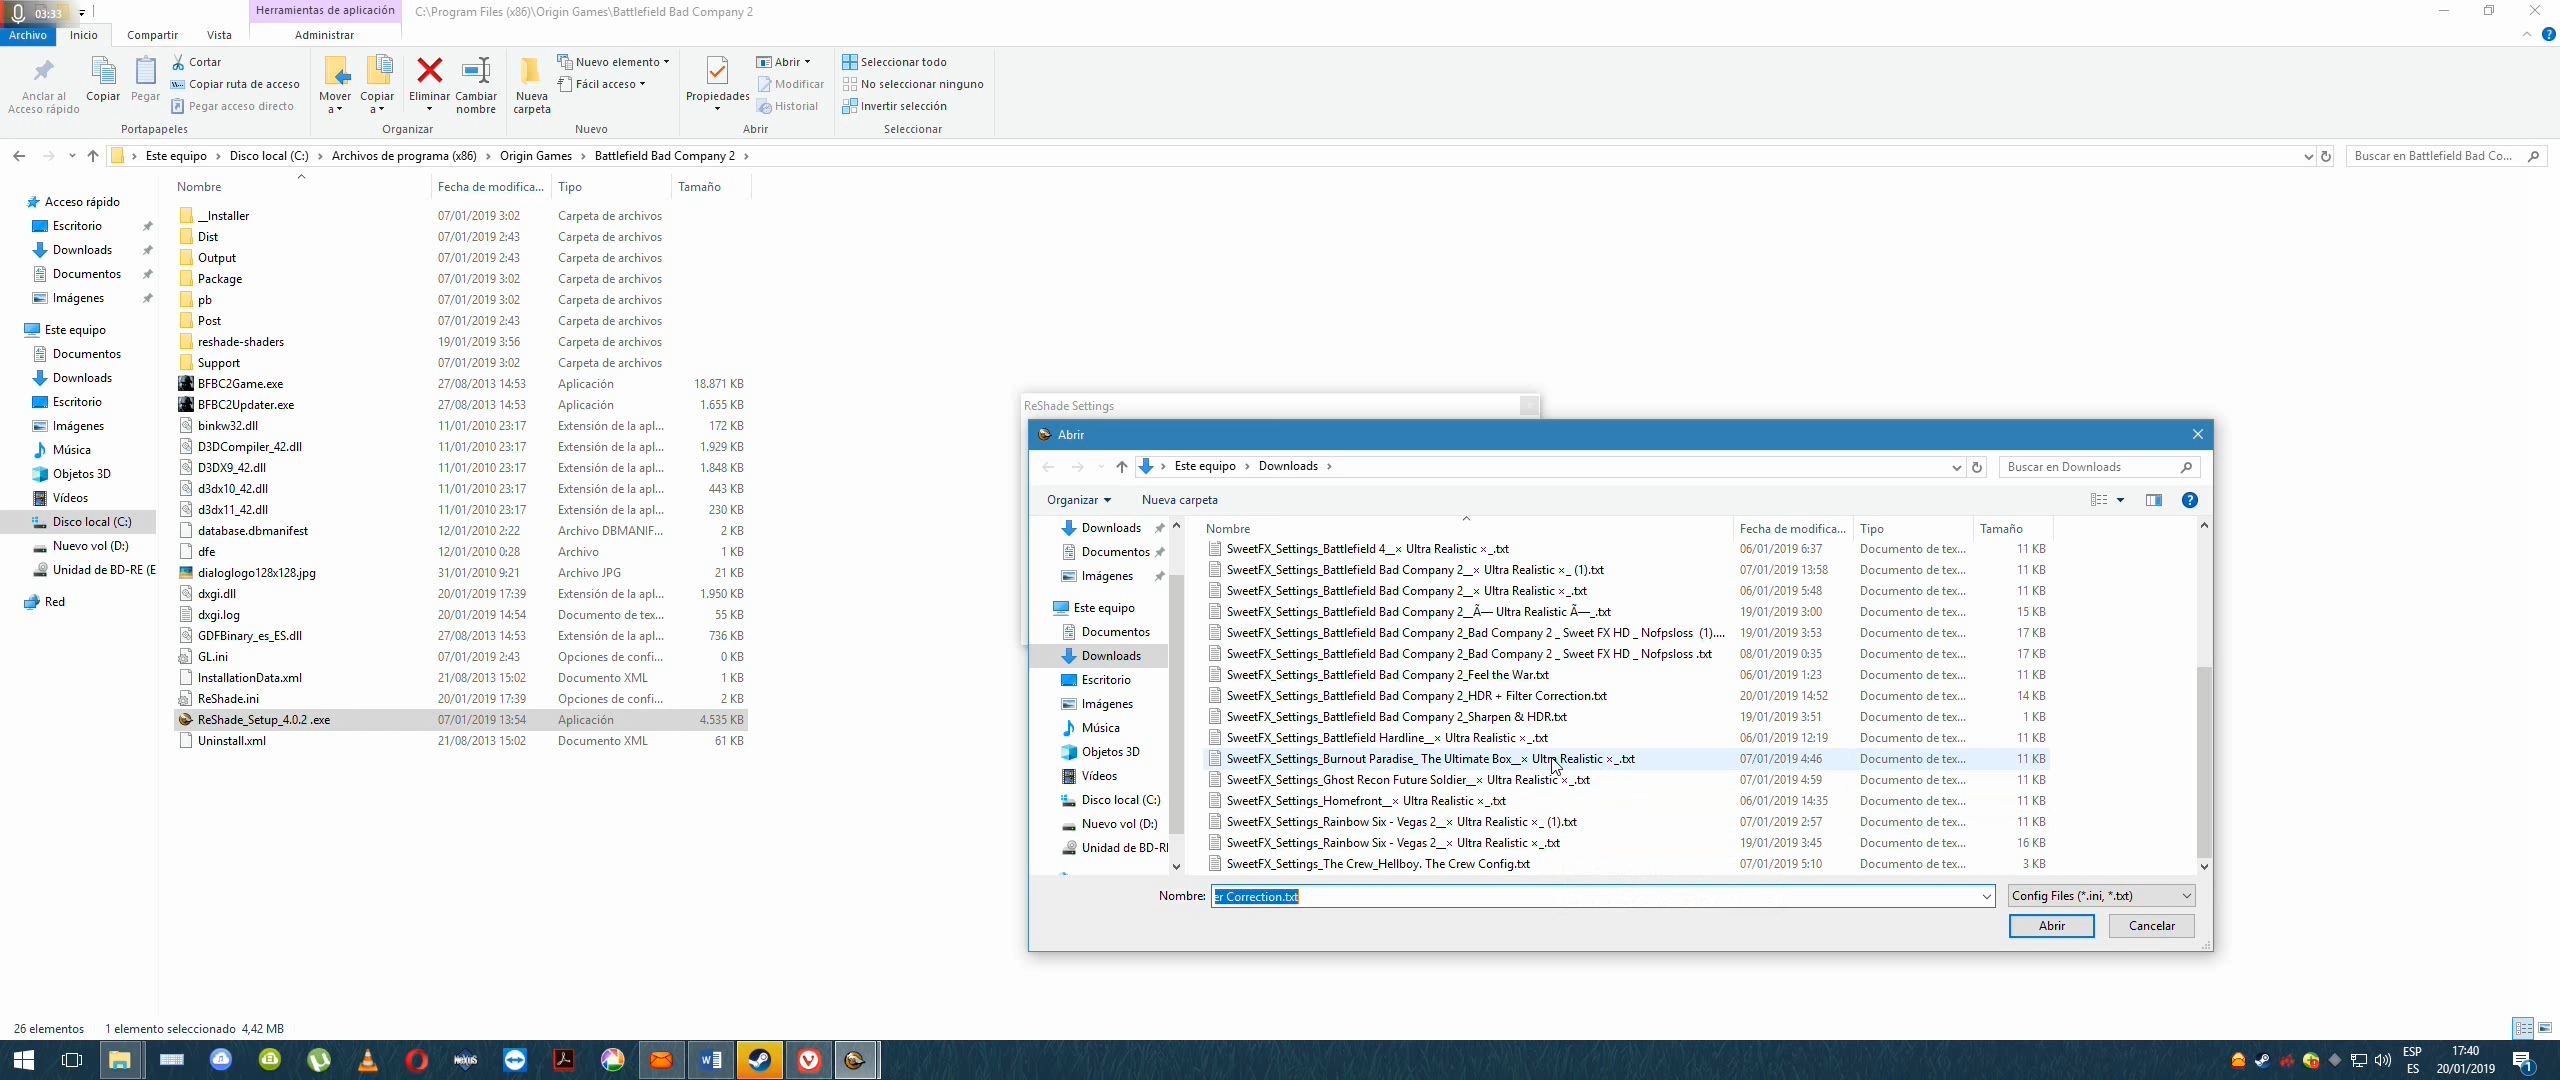 03:33
Herramientas de aplicación
C:\Program Files (x86)\Origin Games\Battlefield Bad Company 2
Archivo Inicio Compartir Vista Administrar
Anclar al Acceso rápido
Copiar
Pegar
Cortar
Copiar ruta de acceso
Pegar acceso directo
Portapapeles
Mover a
Copiar a
Eliminar
Cambiar nombre
Organizar
Nueva carpeta
Nuevo elemento
Fácil acceso
Nuevo
Propiedades
Abrir
Modificar
Historial
Abrir
Seleccionar todo
No seleccionar ninguno
Invertir selección
Seleccionar
Este equipo > Disco local (C:) > Archivos de programa (x86) > Origin Games > Battlefield Bad Company 2 >
Buscar en Battlefield Bad Co...
Acceso rápido
Escritorio
Downloads
Documentos
Imágenes
Este equipo
Documentos
Downloads
Escritorio
Imágenes
Música
Objetos 3D
Vídeos
Disco local (C:)
Nuevo vol (D:)
Unidad de BD-RE (E
Red
Nombre Fecha de modifica... Tipo Tamaño
__Installer 07/01/2019 3:02 Carpeta de archivos
Dist 07/01/2019 2:43 Carpeta de archivos
Output 07/01/2019 2:43 Carpeta de archivos
Package 07/01/2019 3:02 Carpeta de archivos
pb 07/01/2019 3:02 Carpeta de archivos
Post 07/01/2019 2:43 Carpeta de archivos
reshade-shaders 19/01/2019 3:56 Carpeta de archivos
Support 07/01/2019 3:02 Carpeta de archivos
BFBC2Game.exe 27/08/2013 14:53 Aplicación 18.871 KB
BFBC2Updater.exe 27/08/2013 14:53 Aplicación 1.655 KB
binkw32.dll 11/01/2010 23:17 Extensión de la apl... 172 KB
D3DCompiler_42.dll 11/01/2010 23:17 Extensión de la apl... 1.929 KB
D3DX9_42.dll 11/01/2010 23:17 Extensión de la apl... 1.848 KB
d3dx10_42.dll 11/01/2010 23:17 Extensión de la apl... 443 KB
d3dx11_42.dll 11/01/2010 23:17 Extensión de la apl... 230 KB
database.dbmanifest 12/01/2010 2:22 Archivo DBMANIF... 2 KB
dfe 12/01/2010 0:28 Archivo 1 KB
dialoglogo128x128.jpg 31/01/2010 9:21 Archivo JPG 21 KB
dxgi.dll 20/01/2019 17:39 Extensión de la apl... 1.950 KB
dxgi.log 20/01/2019 14:54 Documento de tex... 55 KB
GDFBinary_es_ES.dll 27/08/2013 14:53 Extensión de la apl... 736 KB
GL.ini 07/01/2019 2:43 Opciones de confi... 0 KB
InstallationData.xml 21/08/2013 15:02 Documento XML 1 KB
ReShade.ini 20/01/2019 17:39 Opciones de confi... 2 KB
ReShade_Setup_4.0.2 .exe 07/01/2019 13:54 Aplicación 4.535 KB
Uninstall.xml 21/08/2013 15:02 Documento XML 61 KB
ReShade Settings
Abrir
Este equipo > Downloads >
Buscar en Downloads
Organizar Nueva carpeta
Downloads
Documentos
Imágenes
Este equipo
Documentos
Downloads
Escritorio
Imágenes
Música
Objetos 3D
Vídeos
Disco local (C:)
Nuevo vol (D:)
Unidad de BD-RI
Nombre Fecha de modifica... Tipo Tamaño
SweetFX_Settings_Battlefield 4__× Ultra Realistic ×_.txt 06/01/2019 6:37 Documento de tex... 11 KB
SweetFX_Settings_Battlefield Bad Company 2__× Ultra Realistic ×_ (1).txt 07/01/2019 13:58 Documento de tex... 11 KB
SweetFX_Settings_Battlefield Bad Company 2__× Ultra Realistic ×_.txt 06/01/2019 5:48 Documento de tex... 11 KB
SweetFX_Settings_Battlefield Bad Company 2__Ã— Ultra Realistic Ã—_.txt 19/01/2019 3:00 Documento de tex... 15 KB
SweetFX_Settings_Battlefield Bad Company 2_Bad Company 2 _ Sweet FX HD _ Nofpsloss (1).... 19/01/2019 3:53 Documento de tex... 17 KB
SweetFX_Settings_Battlefield Bad Company 2_Bad Company 2 _ Sweet FX HD _ Nofpsloss .txt 08/01/2019 0:35 Documento de tex... 17 KB
SweetFX_Settings_Battlefield Bad Company 2_Feel the War.txt 06/01/2019 1:23 Documento de tex... 11 KB
SweetFX_Settings_Battlefield Bad Company 2_HDR + Filter Correction.txt 20/01/2019 14:52 Documento de tex... 14 KB
SweetFX_Settings_Battlefield Bad Company 2_Sharpen & HDR.txt 19/01/2019 3:51 Documento de tex... 1 KB
SweetFX_Settings_Battlefield Hardline__× Ultra Realistic ×_.txt 06/01/2019 12:19 Documento de tex... 11 KB
SweetFX_Settings_Burnout Paradise_ The Ultimate Box__× Ultra Realistic ×_.txt 07/01/2019 4:46 Documento de tex... 11 KB
SweetFX_Settings_Ghost Recon Future Soldier__× Ultra Realistic ×_.txt 07/01/2019 4:59 Documento de tex... 11 KB
SweetFX_Settings_Homefront__× Ultra Realistic ×_.txt 06/01/2019 14:35 Documento de tex... 11 KB
SweetFX_Settings_Rainbow Six - Vegas 2__× Ultra Realistic ×_ (1).txt 07/01/2019 2:57 Documento de tex... 11 KB
SweetFX_Settings_Rainbow Six - Vegas 2__× Ultra Realistic ×_.txt 19/01/2019 3:45 Documento de tex... 16 KB
SweetFX_Settings_The Crew_Hellboy. The Crew Config.txt 07/01/2019 5:10 Documento de tex... 3 KB
Nombre: er Correction.txt Config Files (*.ini, *.txt)
Abrir Cancelar
26 elementos 1 elemento seleccionado 4,42 MB
NeXuS
ESP
ES
17:40
20/01/2019
1